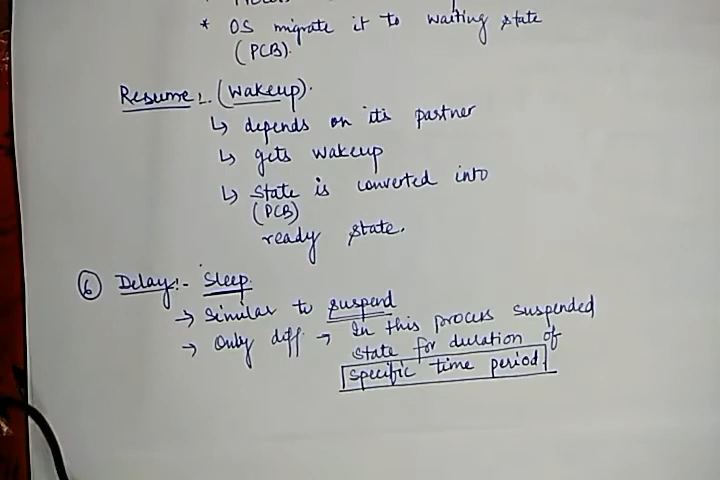 * OS migrate it to waiting state
(PCB).
Resume :. (Wakeup).
↳ depends on its partner
↳ gets wakeup
↳ State is converted into
(PCB)
ready state.
⑥ Delay:- Sleep.
→ Similar to suspend
→ Only diff → In this process suspended
state for duration of
specific time period.